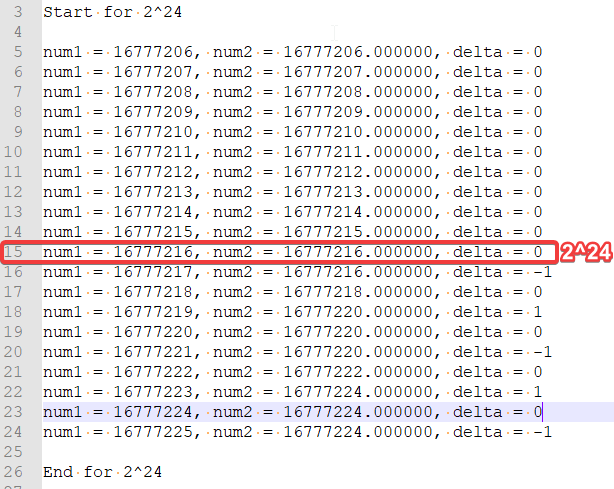 3 Start for 2^24
4
5 num1 = 16777206, num2 = 16777206.000000, delta = 0
6 num1 = 16777207, num2 = 16777207.000000, delta = 0
7 num1 = 16777208, num2 = 16777208.000000, delta = 0
8 num1 = 16777209, num2 = 16777209.000000, delta = 0
9 num1 = 16777210, num2 = 16777210.000000, delta = 0
10 num1 = 16777211, num2 = 16777211.000000, delta = 0
11 num1 = 16777212, num2 = 16777212.000000, delta = 0
12 num1 = 16777213, num2 = 16777213.000000, delta = 0
13 num1 = 16777214, num2 = 16777214.000000, delta = 0
14 num1 = 16777215, num2 = 16777215.000000, delta = 0
15 num1 = 16777216, num2 = 16777216.000000, delta = 0 2^24
16 num1 = 16777217, num2 = 16777216.000000, delta = -1
17 num1 = 16777218, num2 = 16777218.000000, delta = 0
18 num1 = 16777219, num2 = 16777220.000000, delta = 1
19 num1 = 16777220, num2 = 16777220.000000, delta = 0
20 num1 = 16777221, num2 = 16777220.000000, delta = -1
21 num1 = 16777222, num2 = 16777222.000000, delta = 0
22 num1 = 16777223, num2 = 16777224.000000, delta = 1
23 num1 = 16777224, num2 = 16777224.000000, delta = 0
24 num1 = 16777225, num2 = 16777224.000000, delta = -1
25
26 End for 2^24